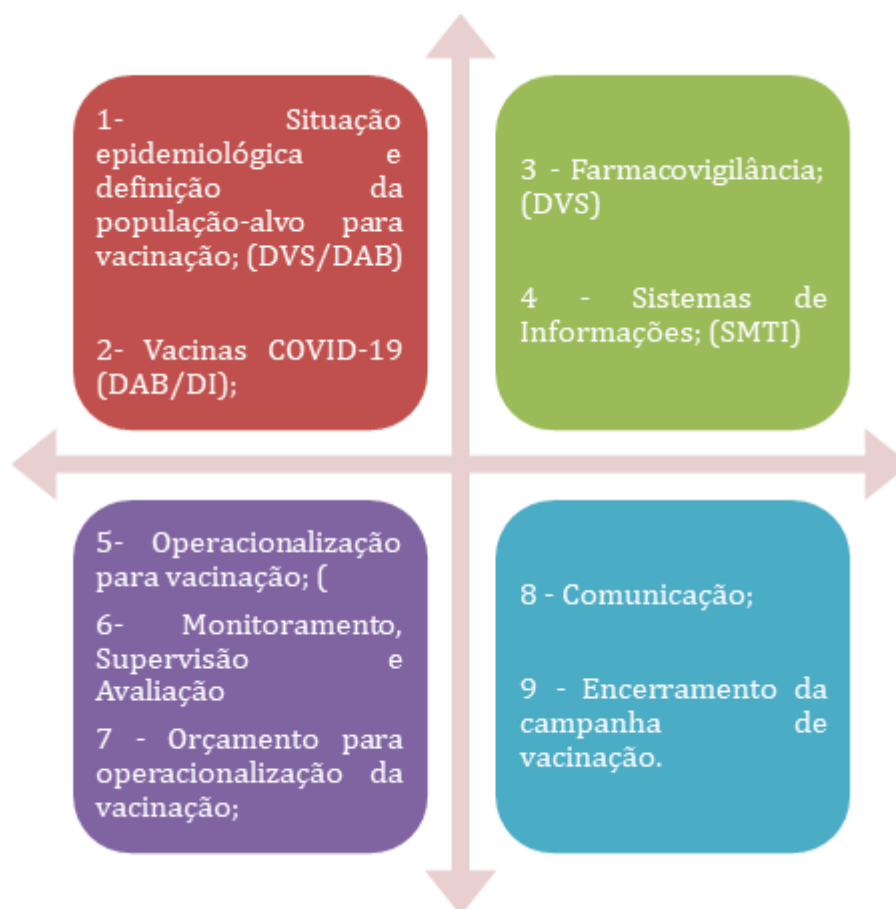 1- Situação
epidemiológica e
definição da
população-alvo para
vacinação; (DVS/DAB)
2- Vacinas COVID-19
(DAB/DI);
3 - Farmacovigilância;
(DVS)
4 - Sistemas de
Informações; (SMTI)
5- Operacionalização
para vacinação; (
6- Monitoramento,
Supervisão e
Avaliação
7 - Orçamento para
operacionalização da
vacinação;
8 - Comunicação;
9 - Encerramento da
campanha de
vacinação.